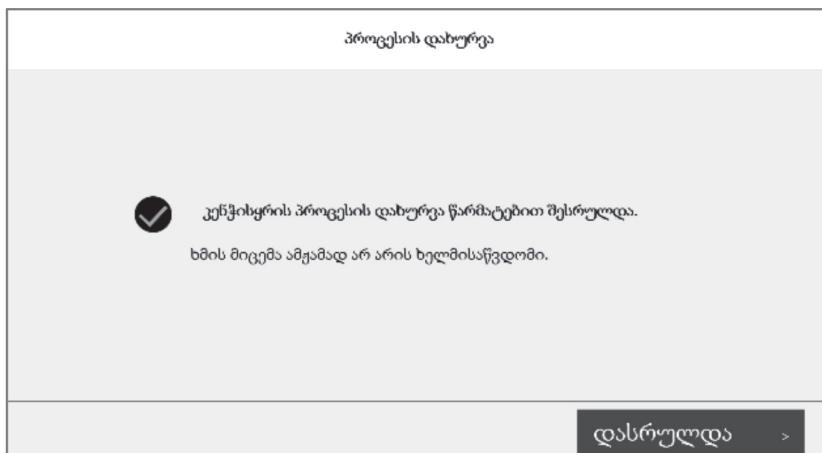 პროცესის დახურვა
კენჭისყრის პროცესის დახურვა წარმატებით შესრულდა.
ხმის მიცემა ამჟამად არ არის ხელმისაწვდომი.
დასრულდა >